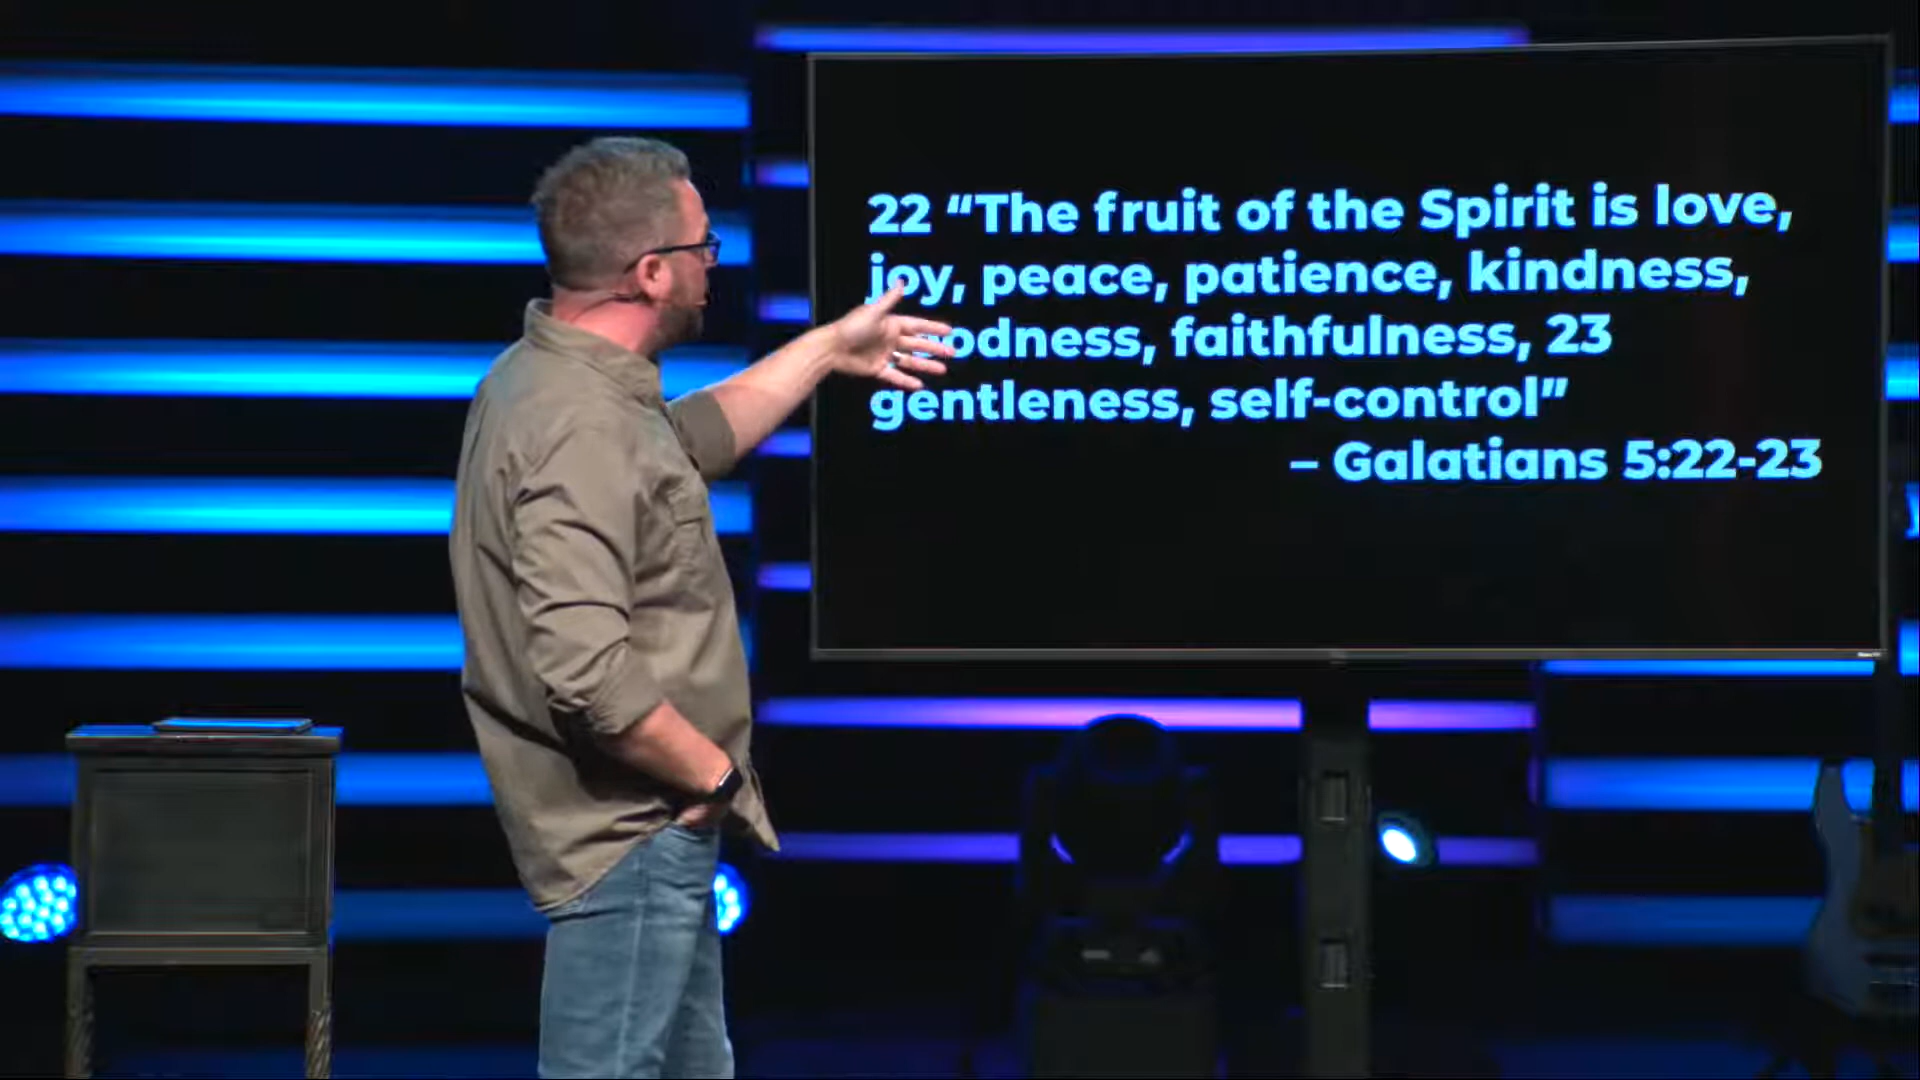 22 “The fruit of the Spirit is love,
joy, peace, patience, kindness,
goodness, faithfulness, 23
gentleness, self-control”
– Galatians 5:22-23